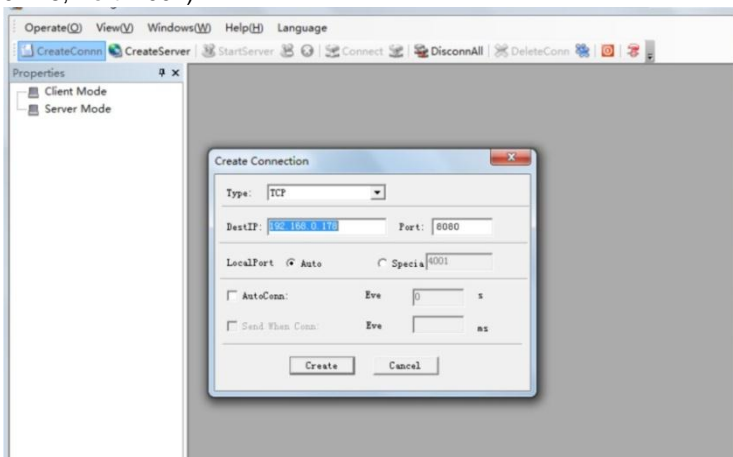 Operate(O) View(V) Windows(W) Help(H) Language
CreateConnn CreateServer StartServer Connect DisconnAll DeleteConn
Properties
Client Mode
Server Mode
Create Connection
Type: TCP
DestIP: 192.168.0.178 Port: 8080
LocalPort Auto Specia 4001
AutoConn: Eve 0 s
Send When Conn: Eve ms
Create Cancel